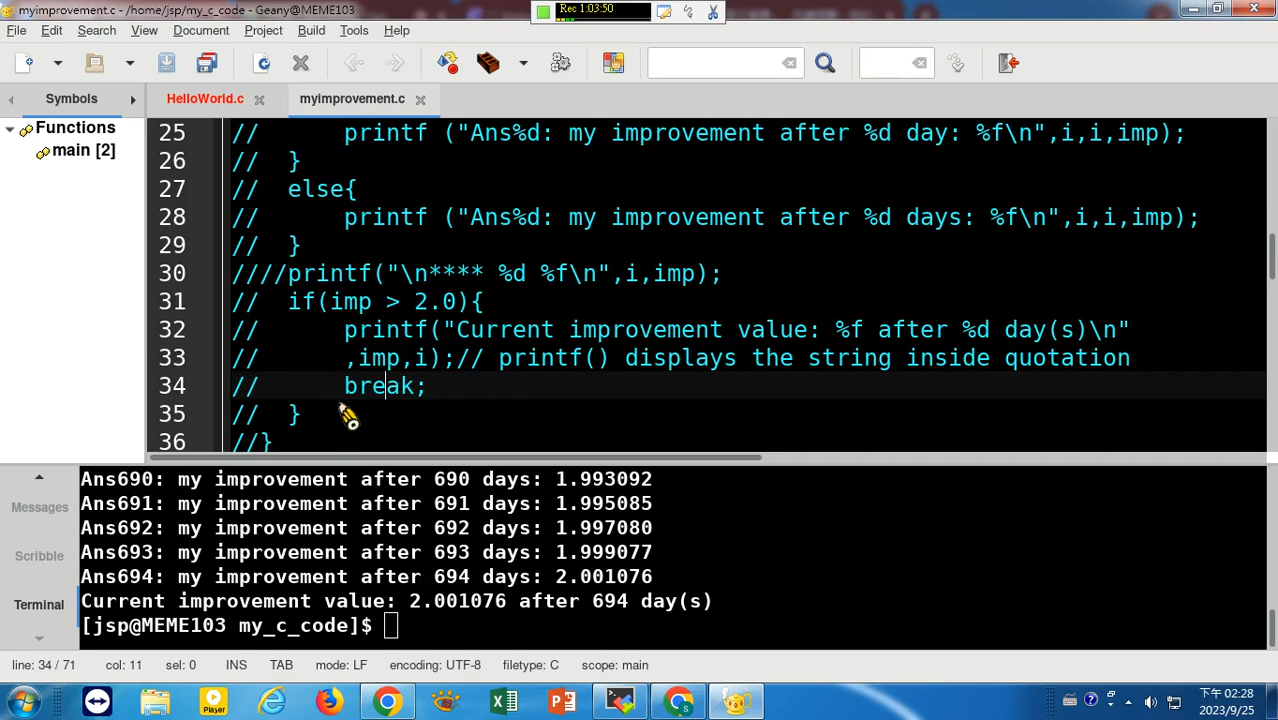 myimprovement.c - /home/jsp/my_c_code - Geany@MEME103
Rec 1:03:50
File Edit Search View Document Project Build Tools Help
Symbols
HelloWorld.c
myimprovement.c
Functions
main [2]
25 // printf ("Ans%d: my improvement after %d day: %f\n",i,i,imp);
26 // }
27 // else{
28 // printf ("Ans%d: my improvement after %d days: %f\n",i,i,imp);
29 // }
30 ////printf("\n**** %d %f\n",i,imp);
31 // if(imp > 2.0){
32 // printf("Current improvement value: %f after %d day(s)\n"
33 // ,imp,i);// printf() displays the string inside quotation
34 // break;
35 // }
36 //}
Messages
Scribble
Terminal
Ans690: my improvement after 690 days: 1.993092
Ans691: my improvement after 691 days: 1.995085
Ans692: my improvement after 692 days: 1.997080
Ans693: my improvement after 693 days: 1.999077
Ans694: my improvement after 694 days: 2.001076
Current improvement value: 2.001076 after 694 day(s)
[jsp@MEME103 my_c_code]$
line: 34 / 71 col: 11 sel: 0 INS TAB mode: LF encoding: UTF-8 filetype: C scope: main
Player
下午 02:28
2023/9/25